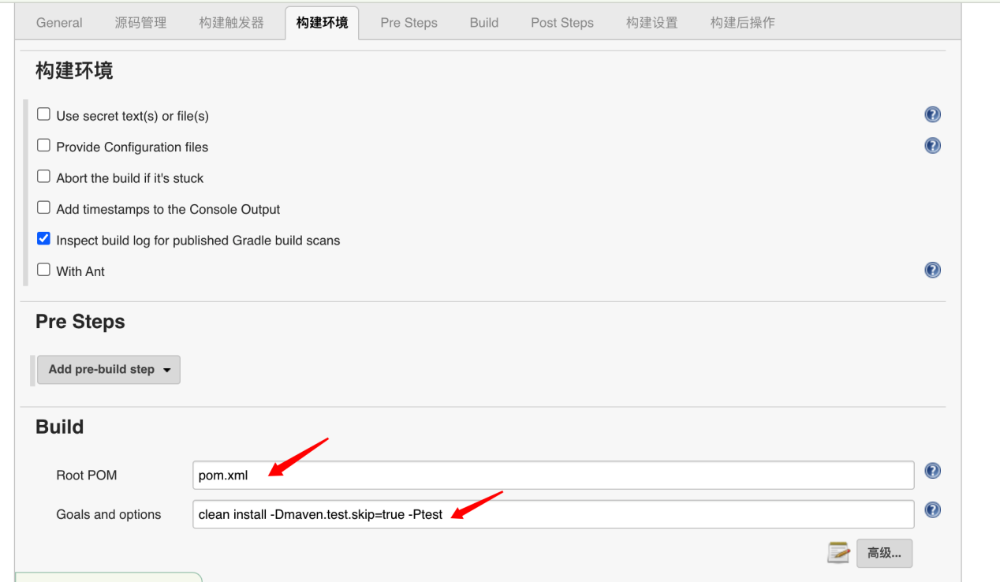 General 源码管理 构建触发器 构建环境 Pre Steps Build Post Steps 构建设置 构建后操作
构建环境
Use secret text(s) or file(s)
Provide Configuration files
Abort the build if it's stuck
Add timestamps to the Console Output
Inspect build log for published Gradle build scans
With Ant
Pre Steps
Add pre-build step
Build
Root POM pom.xml
Goals and options clean install -Dmaven.test.skip=true -Ptest
高级...